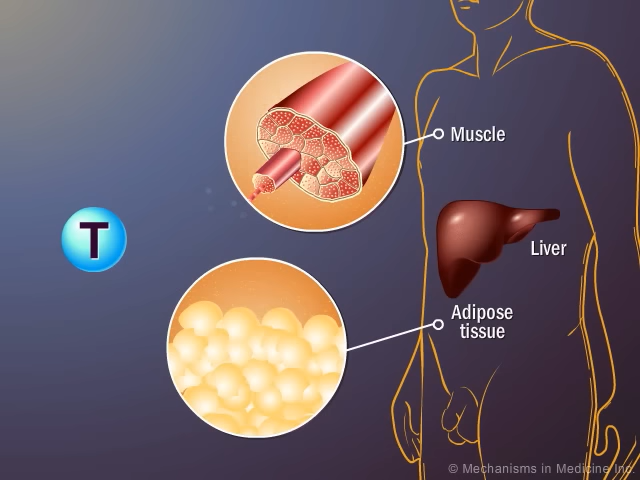 Muscle
T
Liver
Adipose
tissue
© Mechanisms in Medicine Inc.